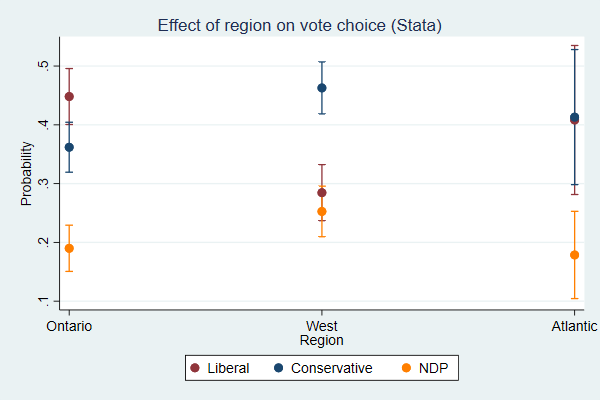 Effect of region on vote choice (Stata)
Probability
.5
.4
.3
.2
.1
Ontario West Atlantic
Region
Liberal Conservative NDP